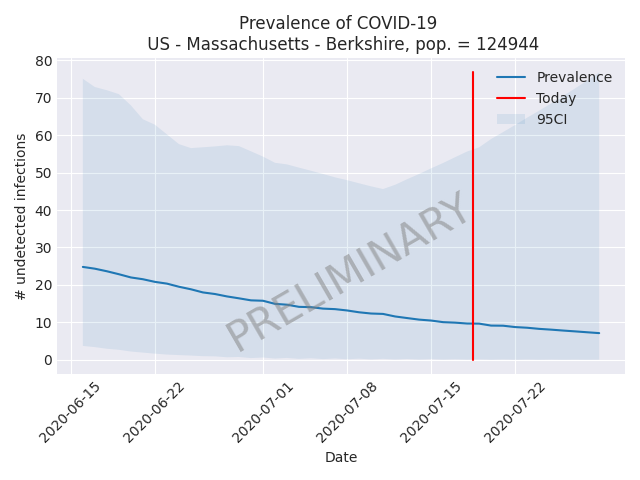 Prevalence of COVID-19
US - Massachusetts - Berkshire, pop. = 124944
# undetected infections
80
70
60
50
40
30
20
10
0
Prevalence
Today
95CI
PRELIMINARY
2020-06-15
2020-06-22
2020-07-01
2020-07-08
2020-07-15
2020-07-22
Date